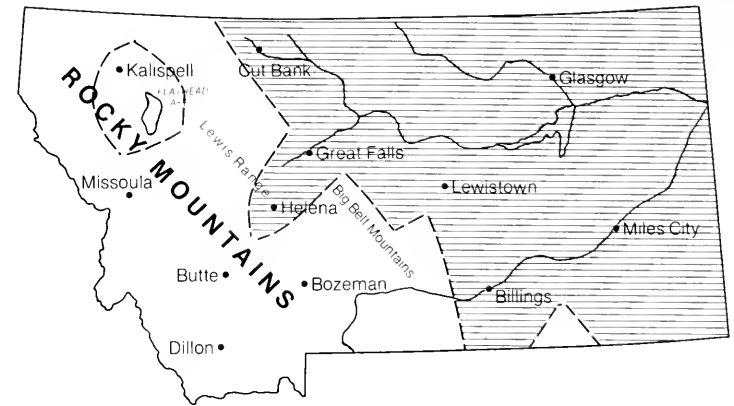 Kalispell
Cut Bank
Glasgow
ROCKY MOUNTAINS
Lewis Range
Great Falls
Missoula
Lewistown
Helena
Big Belt Mountains
Miles City
Butte
Bozeman
Billings
Dillon